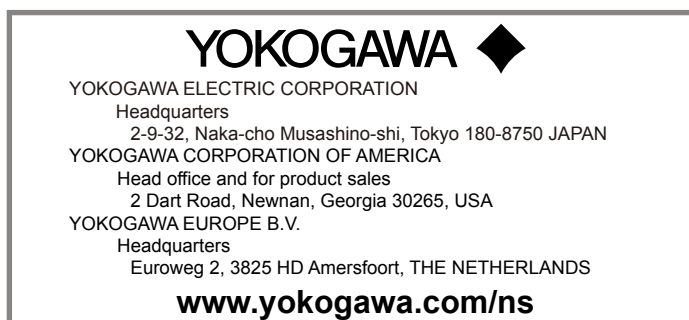 YOKOGAWA
YOKOGAWA ELECTRIC CORPORATION
Headquarters
2-9-32, Naka-cho Musashino-shi, Tokyo 180-8750 JAPAN
YOKOGAWA CORPORATION OF AMERICA
Head office and for product sales
2 Dart Road, Newnan, Georgia 30265, USA
YOKOGAWA EUROPE B.V.
Headquarters
Euroweg 2, 3825 HD Amersfoort, THE NETHERLANDS
www.yokogawa.com/ns